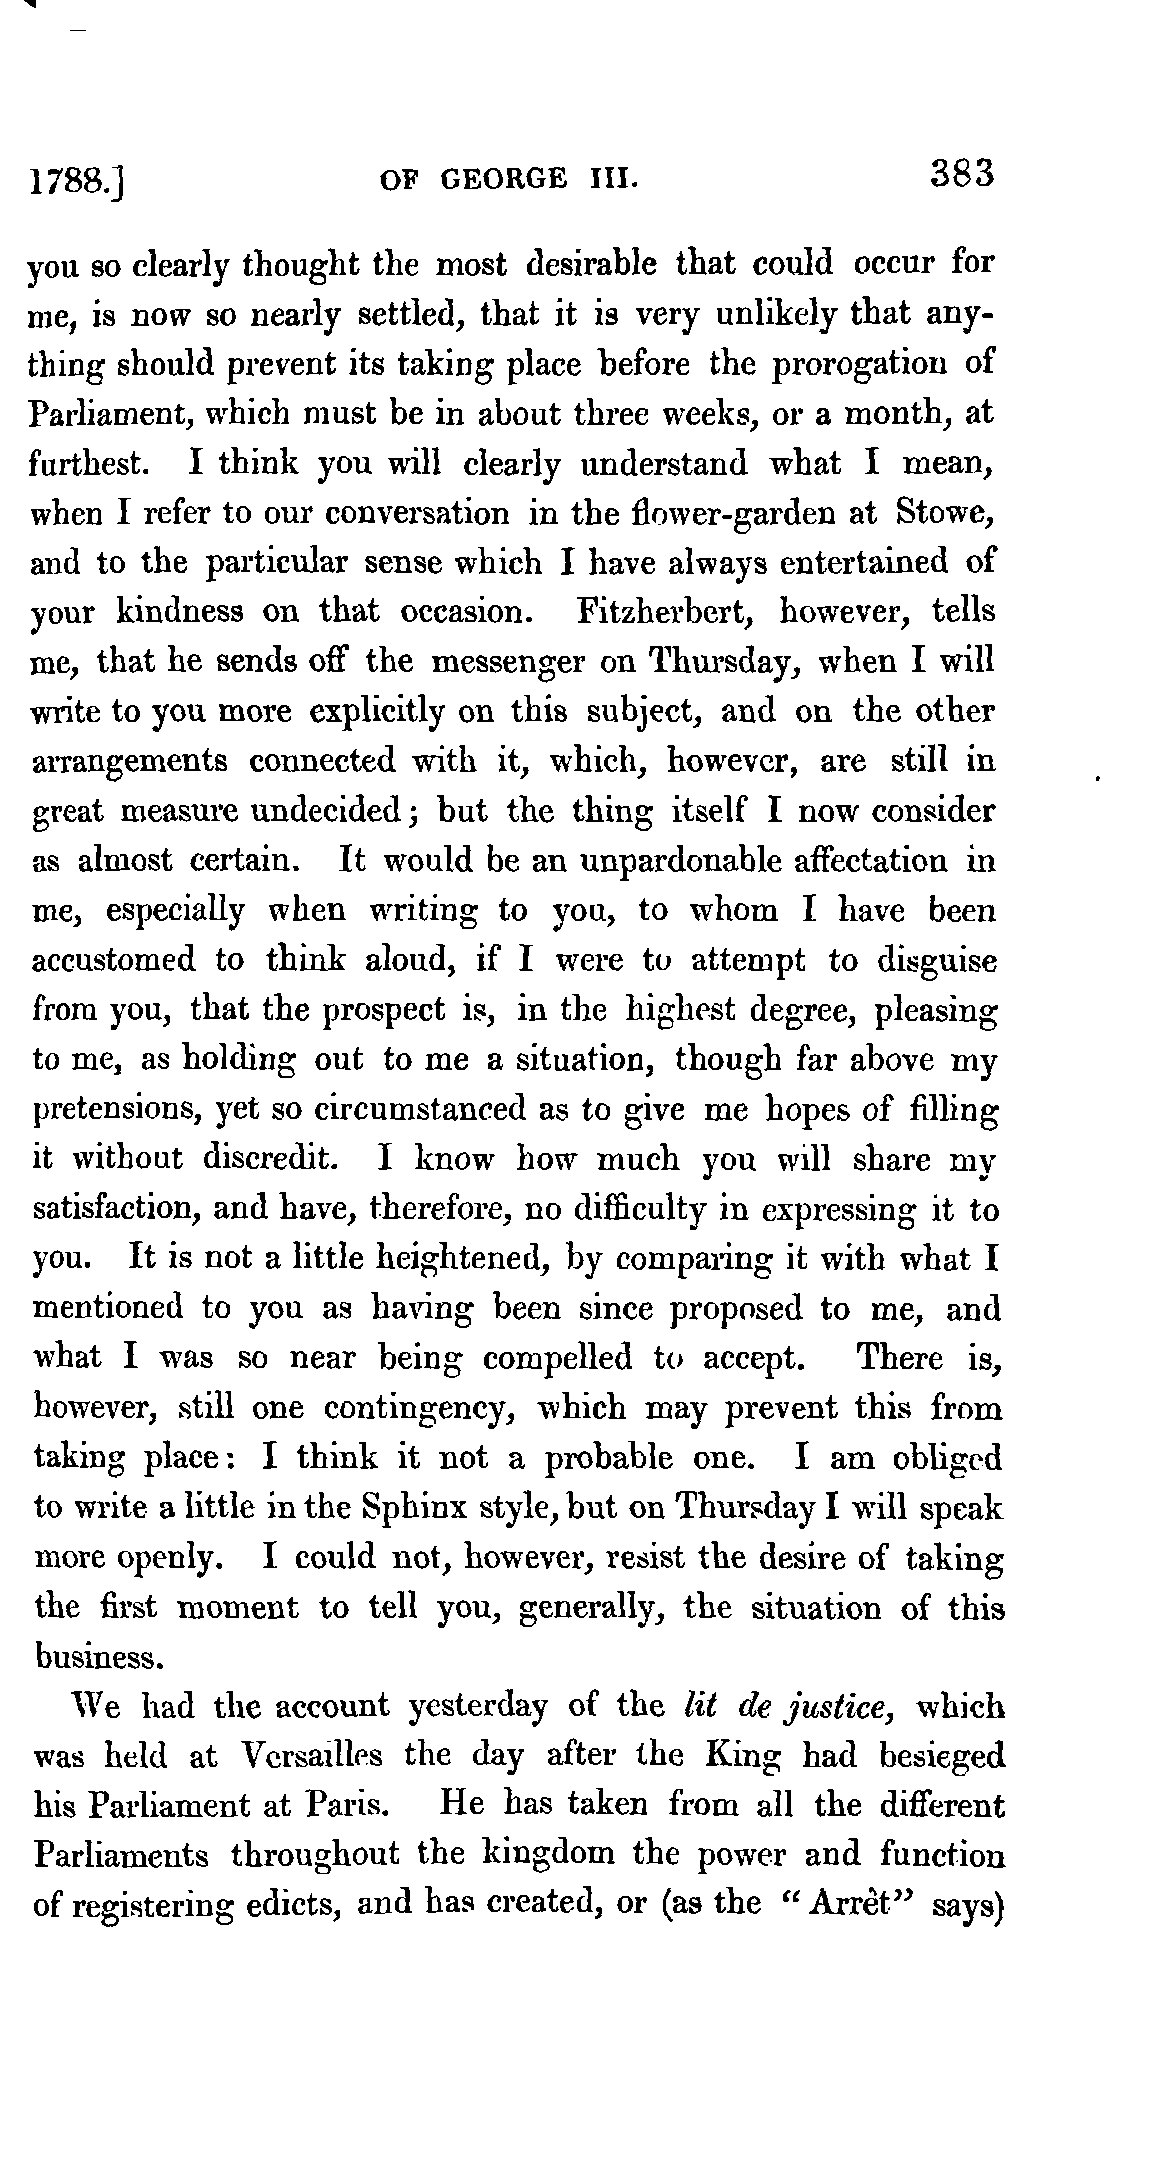 1788.] OF GEORGE III. 383
you so clearly thought the most desirable that could occur for
me, is now so nearly settled, that it is very unlikely that any-
thing should prevent its taking place before the prorogation of
Parliament, which must be in about three weeks, or a month, at
furthest. I think you will clearly understand what I mean,
when I refer to our conversation in the flower-garden at Stowe,
and to the particular sense which I have always entertained of
your kindness on that occasion. Fitzherbert, however, tells
me, that he sends off the messenger on Thursday, when I will
write to you more explicitly on this subject, and on the other
arrangements connected with it, which, however, are still in
great measure undecided; but the thing itself I now consider
as almost certain. It would be an unpardonable affectation in
me, especially when writing to you, to whom I have been
accustomed to think aloud, if I were to attempt to disguise
from you, that the prospect is, in the highest degree, pleasing
to me, as holding out to me a situation, though far above my
pretensions, yet so circumstanced as to give me hopes of filling
it without discredit. I know how much you will share my
satisfaction, and have, therefore, no difficulty in expressing it to
you. It is not a little heightened, by comparing it with what I
mentioned to you as having been since proposed to me, and
what I was so near being compelled to accept. There is,
however, still one contingency, which may prevent this from
taking place: I think it not a probable one. I am obliged
to write a little in the Sphinx style, but on Thursday I will speak
more openly. I could not, however, resist the desire of taking
the first moment to tell you, generally, the situation of this
business.
We had the account yesterday of the lit de justice, which
was held at Versailles the day after the King had besieged
his Parliament at Paris. He has taken from all the different
Parliaments throughout the kingdom the power and function
of registering edicts, and has created, or (as the "Arrêt" says)